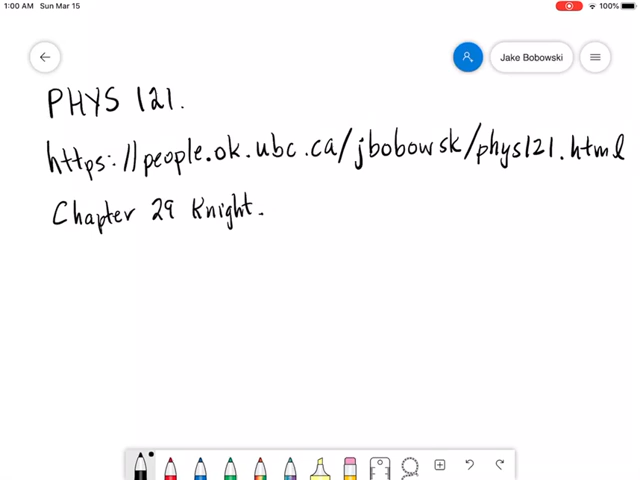 1:00 AM Sun Mar 15 100%
Jake Bobowski
PHYS 121.
https://people.ok.ubc.ca/jbobowsk/phys121.html
Chapter 29 Knight.